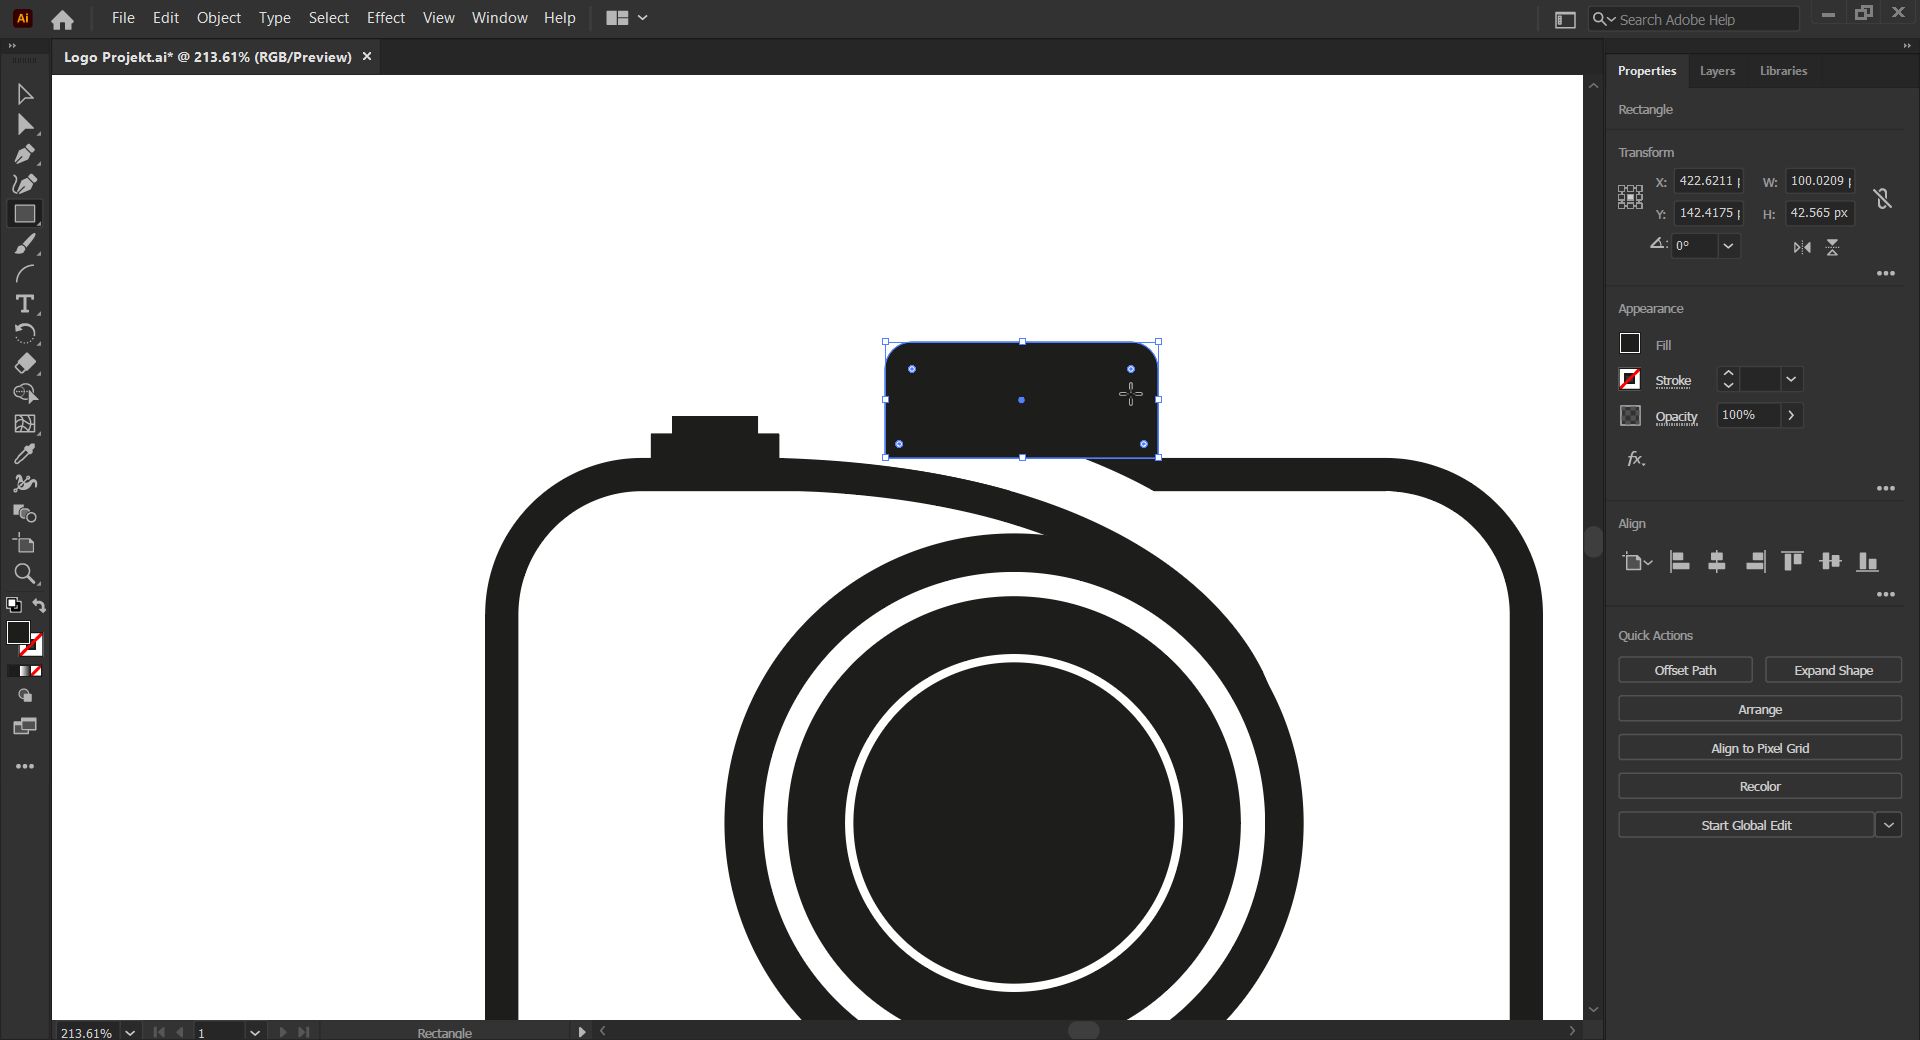 Ai File Edit Object Type Select Effect View Window Help Search Adobe Help
Logo Projekt.ai* @ 213.61% (RGB/Preview) ×
Properties Layers Libraries
Rectangle
Transform
X: 422.6211 W: 100.0209
Y: 142.4175 H: 42.565 px
0°
Appearance
Fill
Stroke
Opacity 100%
fx.
Align
Quick Actions
Offset Path Expand Shape
Arrange
Align to Pixel Grid
Recolor
Start Global Edit
213.61% 1 Rectangle